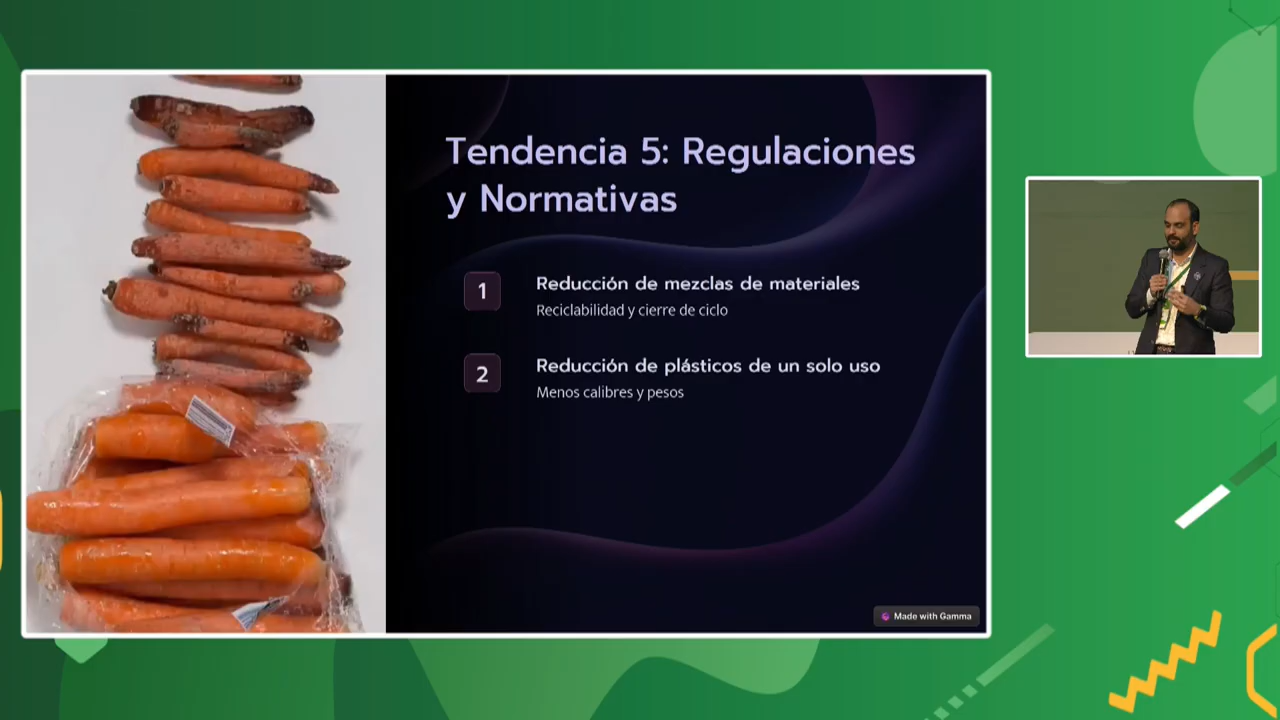 Tendencia 5: Regulaciones
y Normativas
1
Reducción de mezclas de materiales
Reciclabilidad y cierre de ciclo
2
Reducción de plásticos de un solo uso
Menos calibres y pesos
Made with Gamma